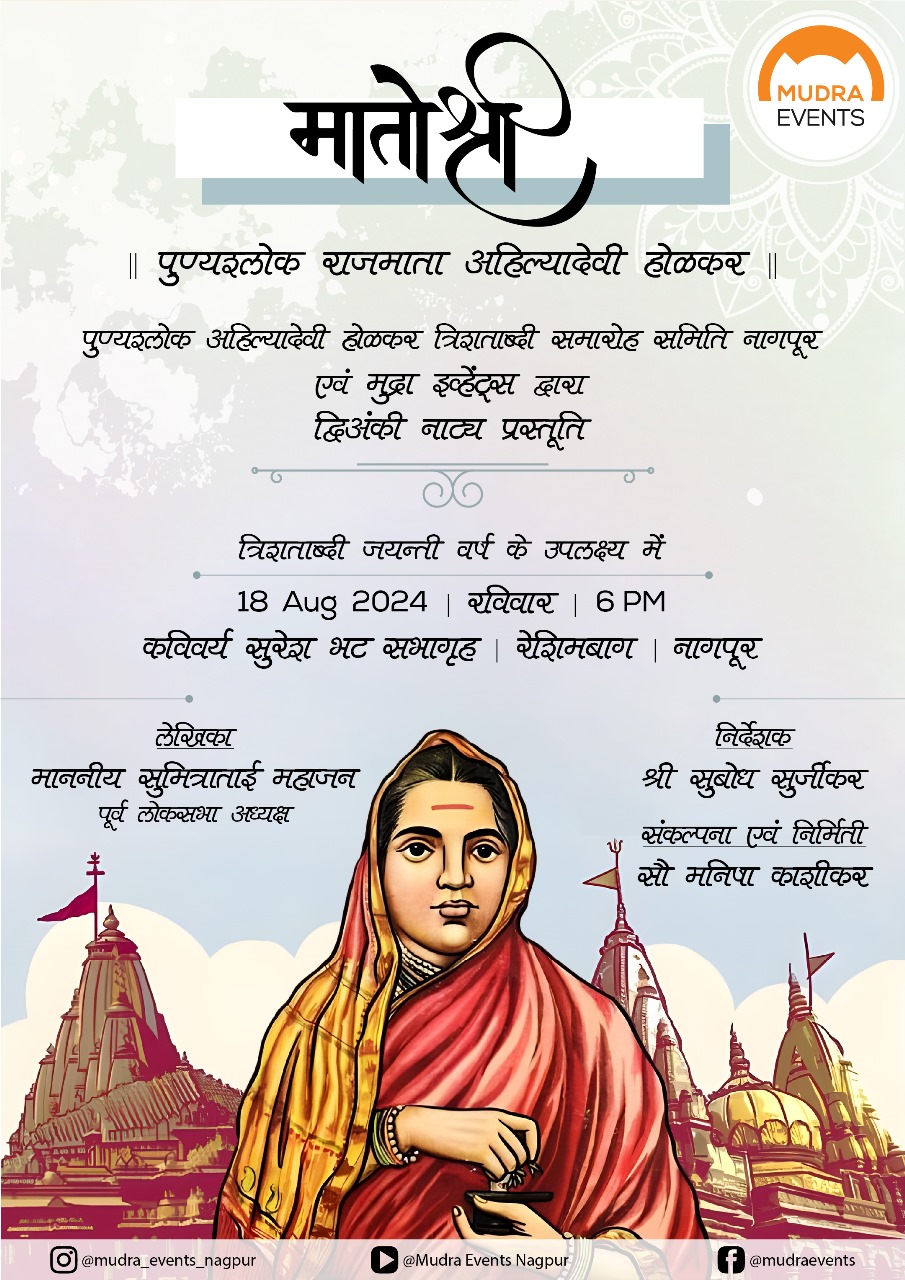 मातोश्री
MUDRA
EVENTS
|| पुण्यश्लोक राजमाता अहिल्यादेवी होळकर ||
पुण्यश्लोक अहिल्यादेवी होळकर त्रिशताब्दी समारोह समिति नागपूर
एवं मुद्रा इव्हेंट्स द्वारा
द्विअंकी नाट्य प्रस्तूति
त्रिशताब्दी जयन्ती वर्ष के उपलक्ष्य में
18 Aug 2024 | रविवार | 6 PM
कविवर्य सुरेश भट सभागृह | रेशिमबाग | नागपूर
लेखिका
माननीय सुमित्राताई महाजन
पूर्व लोकसभा अध्यक्ष
निर्देशक
श्री सुबोध सुर्जीकर
संकल्पना एवं निर्मिती
सौ मनिषा काशीकर
@mudra_events_nagpur
@Mudra Events Nagpur
@mudraevents